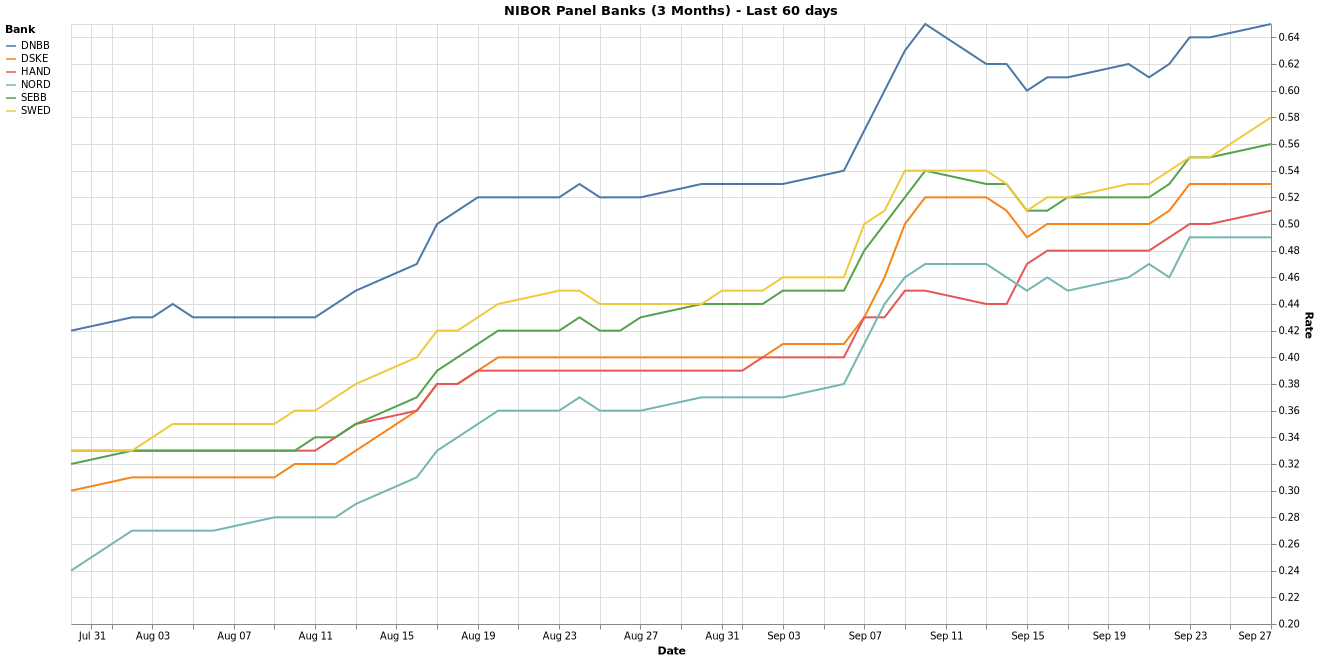 NIBOR Panel Banks (3 Months) - Last 60 days
Bank
DNBB
DSKE
HAND
NORD
SEBB
SWED
0.64
0.62
0.60
0.58
0.56
0.54
0.52
0.50
0.48
0.46
0.44
0.42
0.40
0.38
0.36
0.34
0.32
0.30
0.28
0.26
0.24
0.22
0.20
Rate
Jul 31 Aug 03 Aug 07 Aug 11 Aug 15 Aug 19 Aug 23 Aug 27 Aug 31 Sep 03 Sep 07 Sep 11 Sep 15 Sep 19 Sep 23 Sep 27
Date